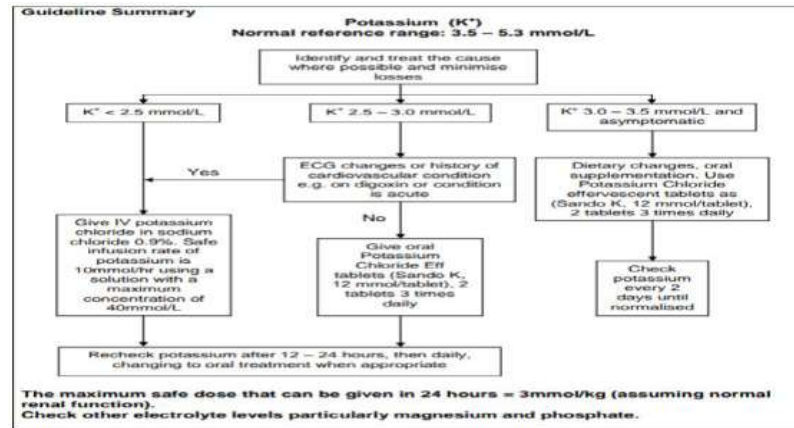 Guideline Summary
Potassium (K⁺)
Normal reference range: 3.5 – 5.3 mmol/L
Identify and treat the cause
where possible and minimise
losses
K⁺ < 2.5 mmol/L
K⁺ 2.5 – 3.0 mmol/L
K⁺ 3.0 – 3.5 mmol/L and
asymptomatic
Yes
ECG changes or history of
cardiovascular condition
e.g. on digoxin or condition
is acute
Dietary changes, oral
supplementation. Use
Potassium Chloride
effervescent tablets as
(Sando K, 12 mmol/tablet),
2 tablets 3 times daily
No
Give IV potassium
chloride in sodium
chloride 0.9%. Safe
infusion rate of
potassium is
10mmol/hr using a
solution with a
maximum
concentration of
40mmol/L
Give oral
Potassium
Chloride Eff
tablets (Sando K,
12 mmol/tablet), 2
tablets 3 times
daily
Check
potassium
every 2
days until
normalised
Recheck potassium after 12 – 24 hours, then daily,
changing to oral treatment when appropriate
The maximum safe dose that can be given in 24 hours = 3mmol/kg (assuming normal
renal function).
Check other electrolyte levels particularly magnesium and phosphate.